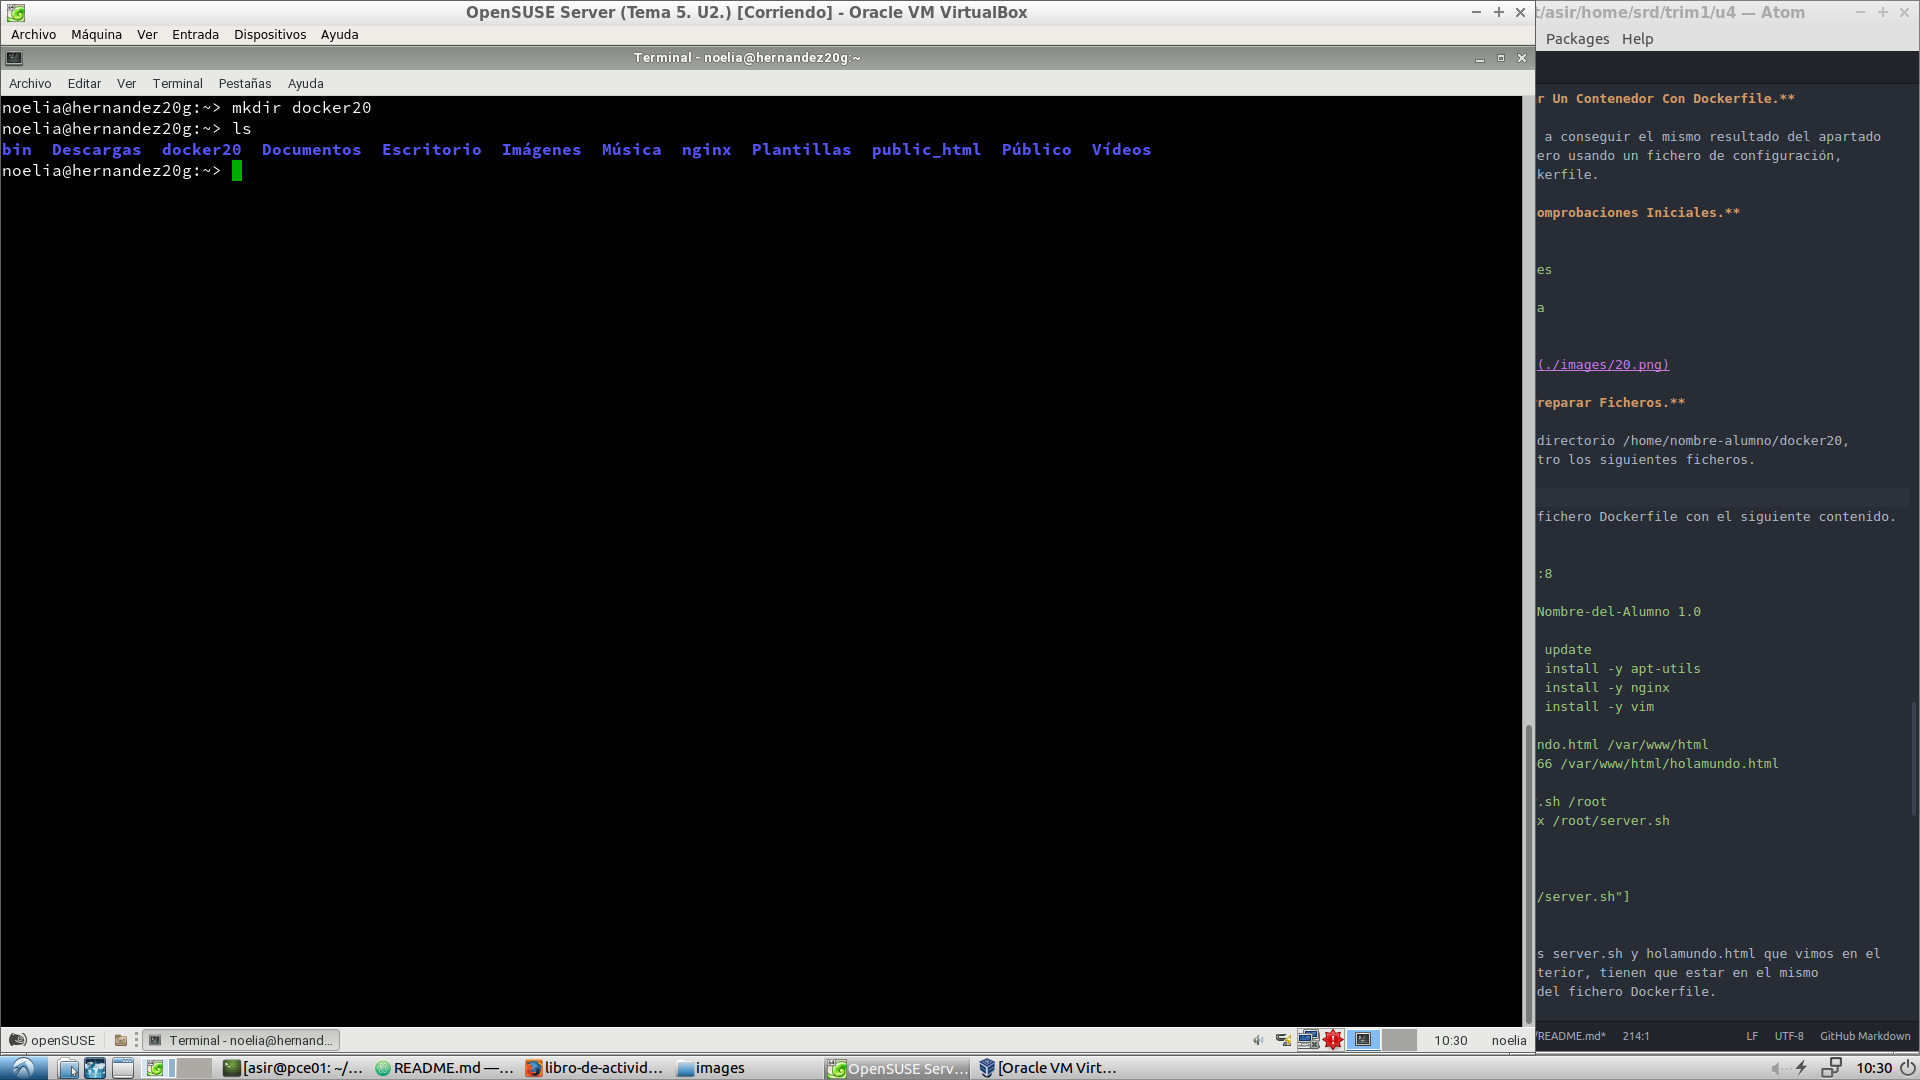 OpenSUSE Server (Tema 5. U2.) [Corriendo] - Oracle VM VirtualBox
Archivo Máquina Ver Entrada Dispositivos Ayuda
Terminal - noelia@hernandez20g:~
Archivo Editar Ver Terminal Pestañas Ayuda
noelia@hernandez20g:~> mkdir docker20
noelia@hernandez20g:~> ls
bin Descargas docker20 Documentos Escritorio Imágenes Música nginx Plantillas public_html Público Vídeos
noelia@hernandez20g:~>
openSUSE
Terminal - noelia@hernand...
10:30
noelia
t/asir/home/srd/trim1/u4 — Atom
Packages Help
r Un Contenedor Con Dockerfile.**
a conseguir el mismo resultado del apartado
ero usando un fichero de configuración,
kerfile.
omprobaciones Iniciales.**
es
a
(./images/20.png)
reparar Ficheros.**
directorio /home/nombre-alumno/docker20,
tro los siguientes ficheros.
fichero Dockerfile con el siguiente contenido.
:8
Nombre-del-Alumno 1.0
update
install -y apt-utils
install -y nginx
install -y vim
ndo.html /var/www/html
66 /var/www/html/holamundo.html
.sh /root
x /root/server.sh
/server.sh"]
s server.sh y holamundo.html que vimos en el
terior, tienen que estar en el mismo
del fichero Dockerfile.
/README.md* 214:1 LF UTF-8 GitHub Markdown
[asir@pce01: ~/...
README.md —...
libro-de-activid...
images
OpenSUSE Serv...
[Oracle VM Virt...
10:30